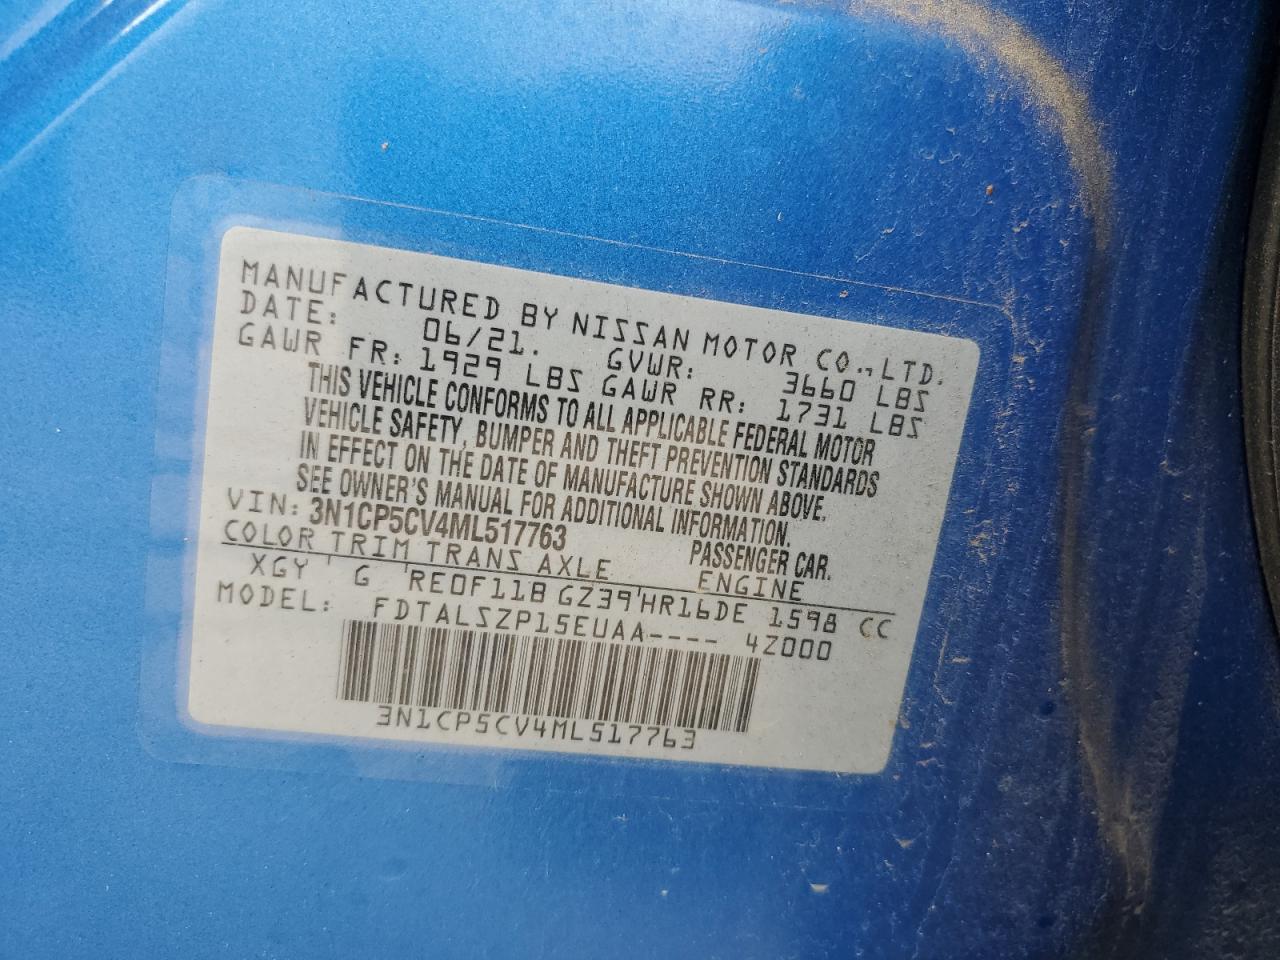 MANUFACTURED BY NISSAN MOTOR CO., LTD.
DATE: 06/21. GVWR: 3660 LBS
GAWR FR: 1929 LBS GAWR RR: 1731 LBS
THIS VEHICLE CONFORMS TO ALL APPLICABLE FEDERAL MOTOR
VEHICLE SAFETY, BUMPER AND THEFT PREVENTION STANDARDS
IN EFFECT ON THE DATE OF MANUFACTURE SHOWN ABOVE.
SEE OWNER'S MANUAL FOR ADDITIONAL INFORMATION.
VIN: 3N1CP5CV4ML517763 PASSENGER CAR.
COLOR TRIM TRANS AXLE ENGINE
XGY ' G 'RE0F11B GZ39'HR16DE 1598 CC
MODEL: FDTALSZP15EUAA---- 4Z000
3N1CP5CV4ML517763